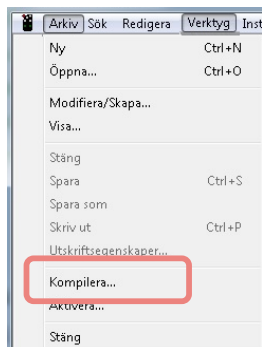 Arkiv Sök Redigera Verktyg Inst
Ny Ctrl+N
Öppna... Ctrl+O
Modifiera/Skapa...
Visa...
Stäng
Spara Ctrl+S
Spara som
Skriv ut Ctrl+P
Utskriftsegenskaper...
Kompilera...
Aktivera...
Stäng